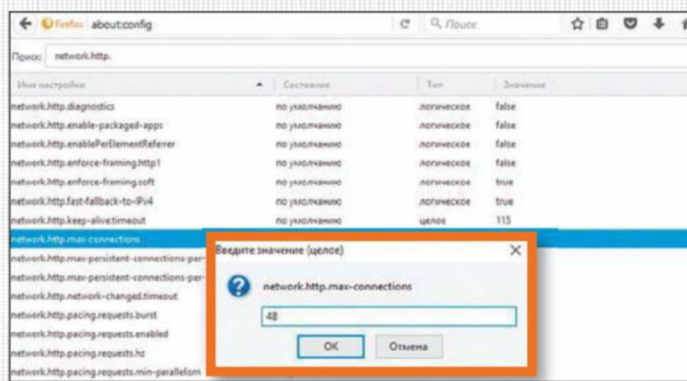 Firefox about:config Поиск
Поиск: network.http.
Имя настройки Состояние Тип Значение
network.http.diagnostics по умолчанию логическое false
network.http.enable-packaged-apps по умолчанию логическое false
network.http.enablePerElementReferrer по умолчанию логическое false
network.http.enforce-framing.http1 по умолчанию логическое false
network.http.enforce-framing.soft по умолчанию логическое true
network.http.fast-fallback-to-IPv4 по умолчанию логическое true
network.http.keep-alive.timeout по умолчанию целое 115
network.http.max-connections
network.http.max-persistent-connections-per-
network.http.max-persistent-connections-per-
network.http.network-changed.timeout
network.http.pacing.requests.burst
network.http.pacing.requests.enabled
network.http.pacing.requests.hz
network.http.pacing.requests.min-parallelism
Введите значение (целое)
network.http.max-connections
48
OK Отмена